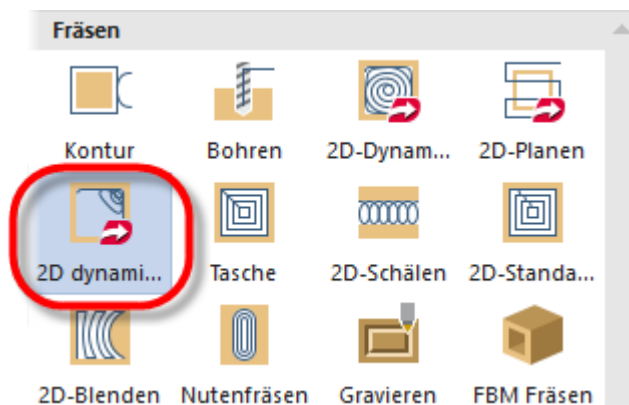 Fräsen
Kontur Bohren 2D-Dynam... 2D-Planen
2D dynami... Tasche 2D-Schälen 2D-Standa...
2D-Blenden Nutenfräsen Gravieren FBM Fräsen